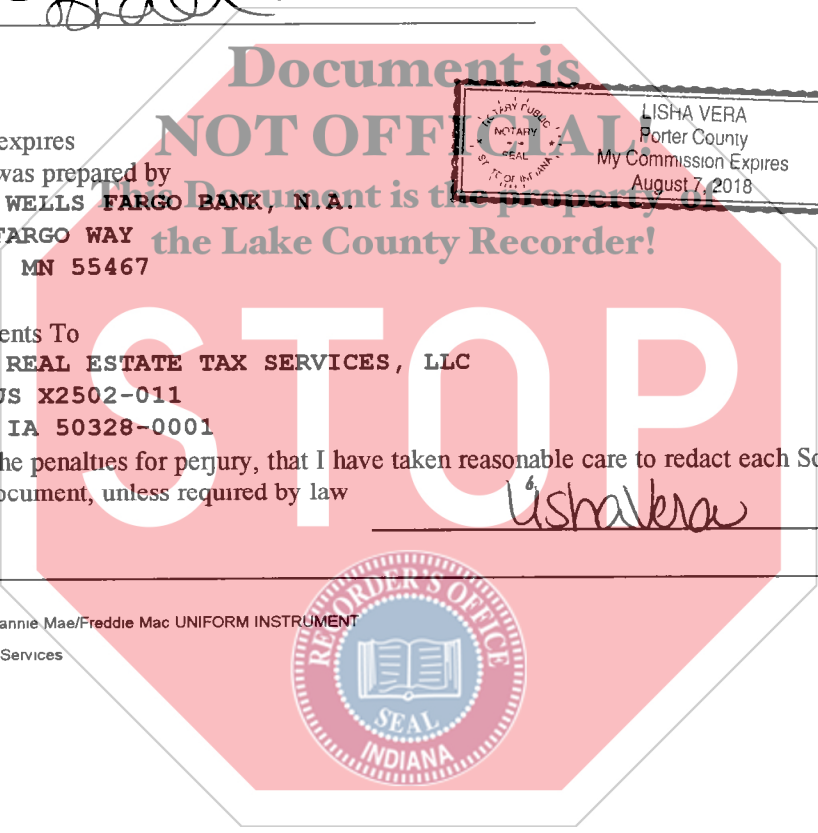 Document is
NOT OFFICIAL!
This Document is the property of
the Lake County Recorder!
NOTARY PUBLIC
NOTARY
SEAL
STATE OF INDIANA
LISHA VERA
Porter County
My Commission Expires
August 7, 2018
expires
was prepared by
WELLS FARGO BANK, N.A.
FARGO WAY
MN 55467
ents To
REAL ESTATE TAX SERVICES, LLC
US X2502-011
IA 50328-0001
he penalties for perjury, that I have taken reasonable care to redact each So
ocument, unless required by law
Lisha Vera
STOP
annie Mae/Freddie Mac UNIFORM INSTRUMENT
Services
RECORDER'S OFFICE
SEAL
INDIANA